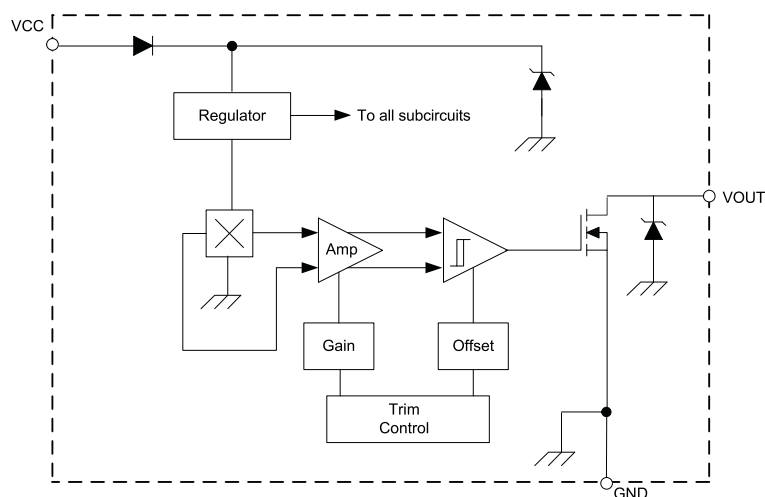 VCC
Regulator
To all subcircuits
VOUT
Amp
Gain
Offset
Trim
Control
GND